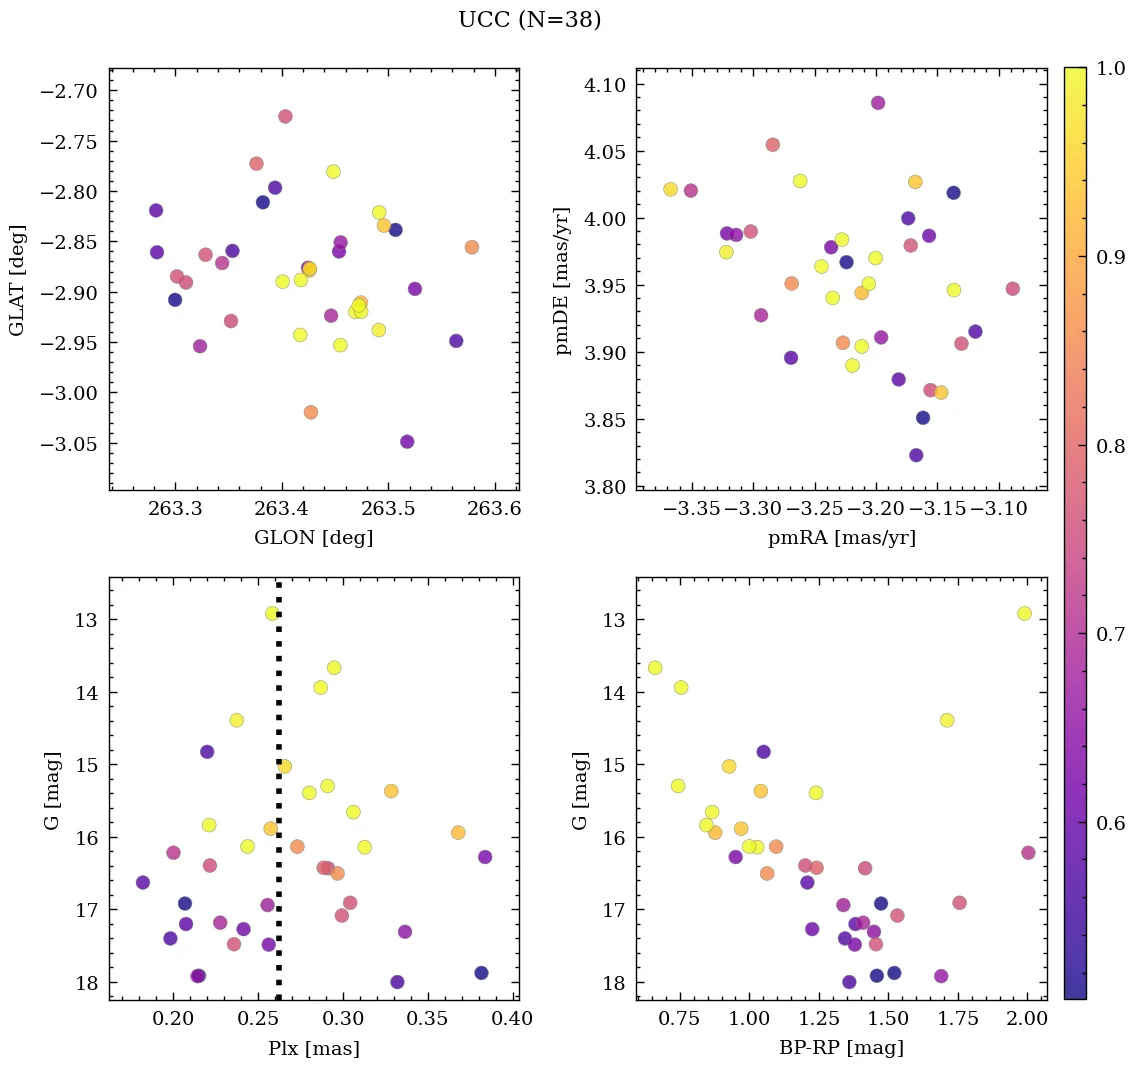 UCC (N=38)
−2.70
−2.75
−2.80
−2.85
−2.90
−2.95
−3.00
−3.05
GLAT [deg]
263.3 263.4 263.5 263.6
GLON [deg]
4.10
4.05
4.00
3.95
3.90
3.85
3.80
pmDE [mas/yr]
−3.35 −3.30 −3.25 −3.20 −3.15 −3.10
pmRA [mas/yr]
1.0
0.9
0.8
0.7
0.6
13
14
15
16
17
18
G [mag]
0.20 0.25 0.30 0.35 0.40
Plx [mas]
13
14
15
16
17
18
G [mag]
0.75 1.00 1.25 1.50 1.75 2.00
BP-RP [mag]